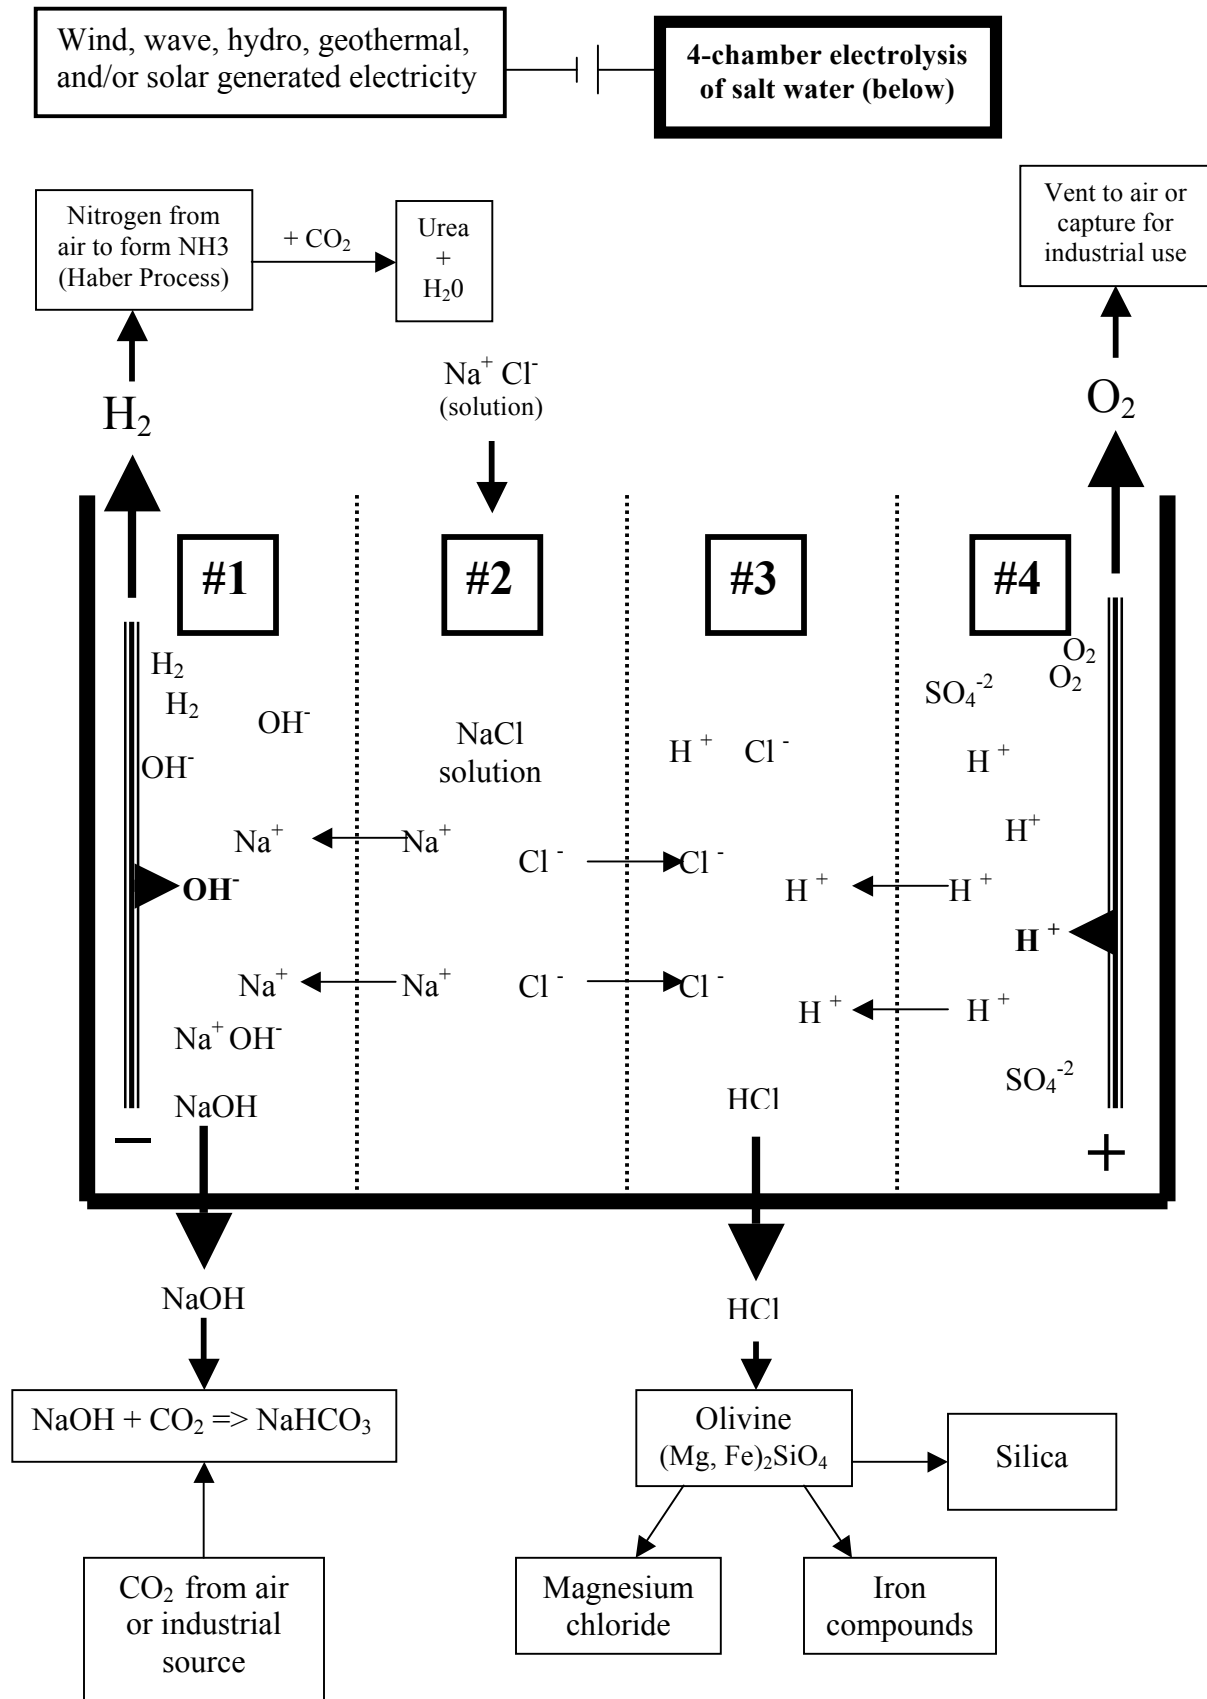 Wind, wave, hydro, geothermal,
and/or solar generated electricity
4-chamber electrolysis
of salt water (below)
Nitrogen from
air to form NH3
(Haber Process)
+ CO₂
Urea
+
H₂0
Vent to air or
capture for
industrial use
H₂
Na⁺ Cl⁻
(solution)
O₂
#1
#2
#3
#4
H₂
H₂
OH⁻
OH⁻
Na⁺
OH⁻
Na⁺
Na⁺ OH⁻
NaOH
–
NaCl
solution
Na⁺
Cl⁻
Na⁺
Cl⁻
H⁺ Cl⁻
Cl⁻
H⁺
Cl⁻
H⁺
HCl
O₂
O₂
SO₄⁻²
H⁺
H⁺
H⁺
H⁺
H⁺
SO₄⁻²
+
NaOH
HCl
NaOH + CO₂ => NaHCO₃
CO₂ from air
or industrial
source
Olivine
(Mg, Fe)₂SiO₄
Silica
Magnesium
chloride
Iron
compounds